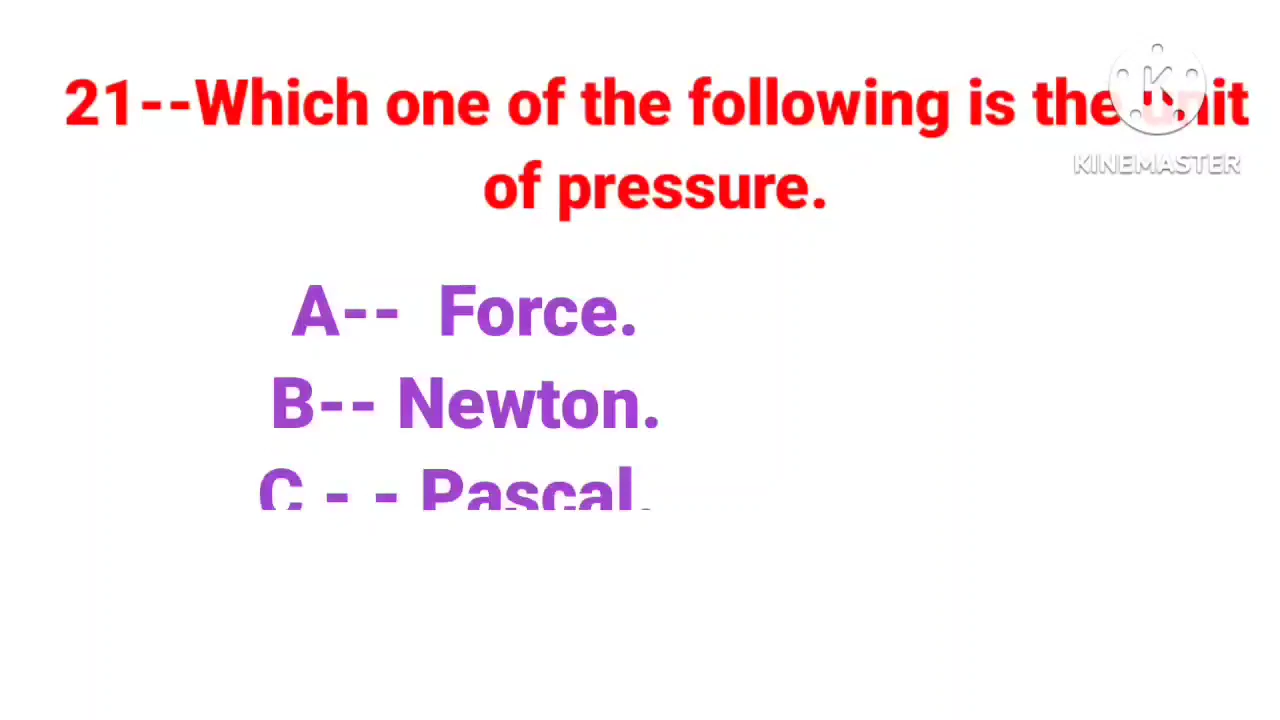 21--Which one of the following is the unit
of pressure.
KINEMASTER
A-- Force.
B-- Newton.
C - - Pascal.